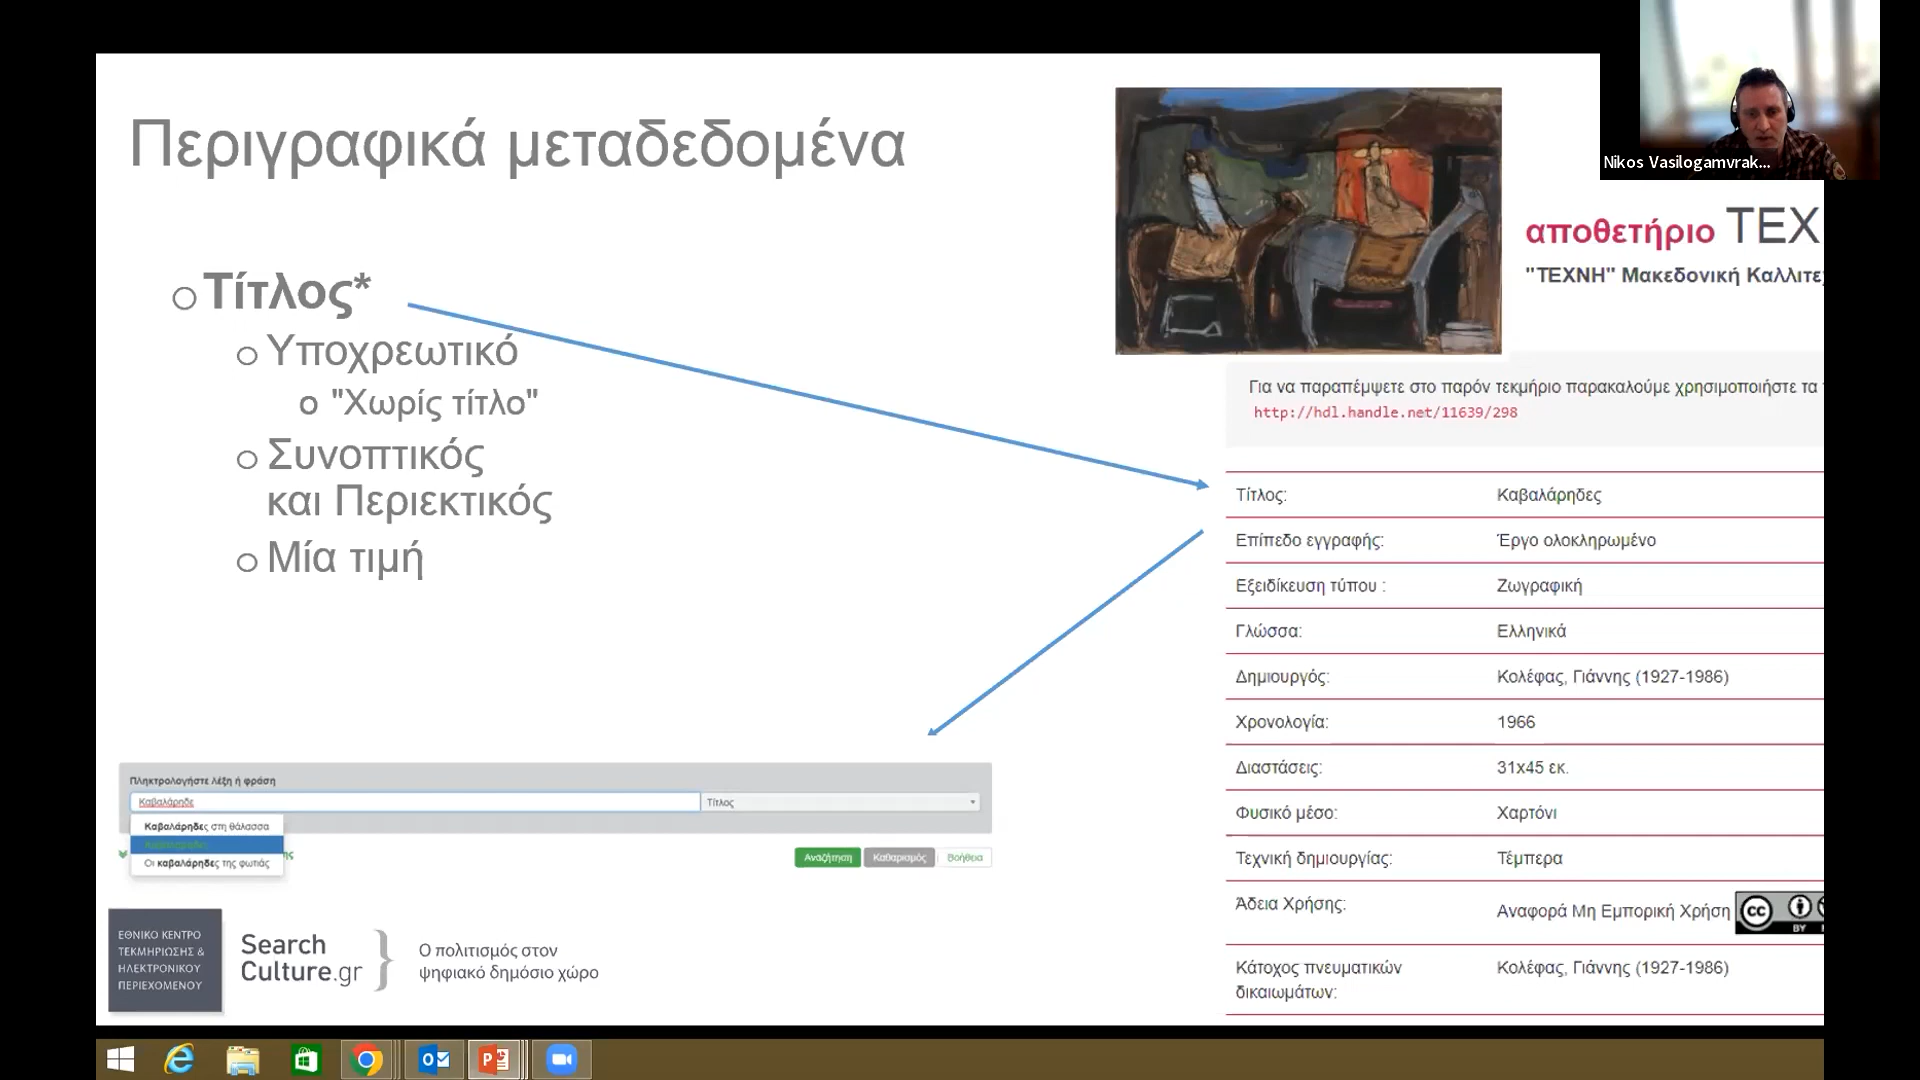 Nikos Vasilogamvrak...
Περιγραφικά μεταδεδομένα
Τίτλος*
Υποχρεωτικό
"Χωρίς τίτλο"
Συνοπτικός
και Περιεκτικός
Μία τιμή
αποθετήριο ΤΕΧ
"ΤΕΧΝΗ" Μακεδονική Καλλιτε
Για να παραπέμψετε στο παρόν τεκμήριο παρακαλούμε χρησιμοποιήστε τα
http://hdl.handle.net/11639/298
Τίτλος: Καβαλάρηδες
Επίπεδο εγγραφής: Έργο ολοκληρωμένο
Εξειδίκευση τύπου : Ζωγραφική
Γλώσσα: Ελληνικά
Δημιουργός: Κολέφας, Γιάννης (1927-1986)
Χρονολογία: 1966
Διαστάσεις: 31x45 εκ.
Φυσικό μέσο: Χαρτόνι
Τεχνική δημιουργίας: Τέμπερα
Άδεια Χρήσης: Αναφορά Μη Εμπορική Χρήση
cc BY
Κάτοχος πνευματικών Κολέφας, Γιάννης (1927-1986)
δικαιωμάτων:
Πληκτρολογήστε λέξη ή φράση
Καβαλάρηδε Τίτλος
Καβαλάρηδες στη θάλασσα
Οι καβαλάρηδες της φωτιάς
Αναζήτηση Καθαρισμός Βοήθεια
ΕΘΝΙΚΟ ΚΕΝΤΡΟ
ΤΕΚΜΗΡΙΩΣΗΣ &
ΗΛΕΚΤΡΟΝΙΚΟΥ
ΠΕΡΙΕΧΟΜΕΝΟΥ
Search
Culture.gr
Ο πολιτισμός στον
ψηφιακό δημόσιο χώρο